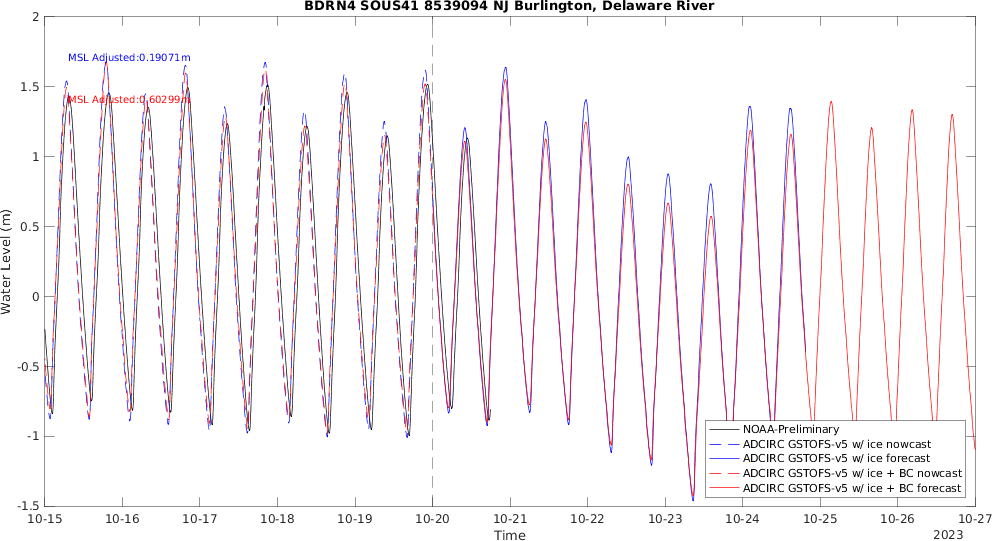 BDRN4 SOUS41 8539094 NJ Burlington, Delaware River
2
1.5
1
0.5
0
-0.5
-1
-1.5
Water Level (m)
MSL Adjusted:0.19071m
MSL Adjusted:0.60299m
NOAA-Preliminary
ADCIRC GSTOFS-v5 w/ ice nowcast
ADCIRC GSTOFS-v5 w/ ice forecast
ADCIRC GSTOFS-v5 w/ ice + BC nowcast
ADCIRC GSTOFS-v5 w/ ice + BC forecast
10-15 10-16 10-17 10-18 10-19 10-20 10-21 10-22 10-23 10-24 10-25 10-26 10-27
Time
2023